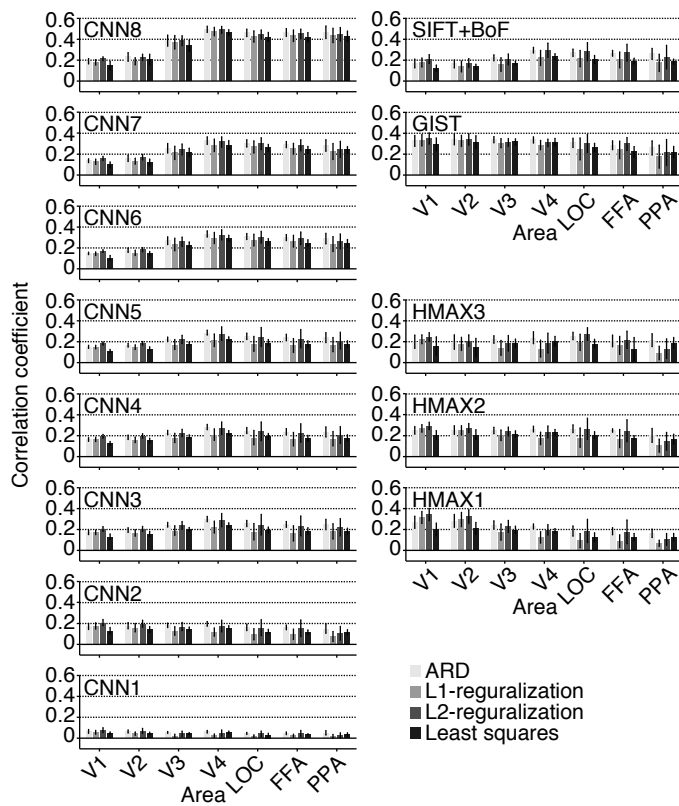 Correlation coefficient
CNN8
0.6
0.4
0.2
0
CNN7
0.6
0.4
0.2
0
CNN6
0.6
0.4
0.2
0
CNN5
0.6
0.4
0.2
0
CNN4
0.6
0.4
0.2
0
CNN3
0.6
0.4
0.2
0
CNN2
0.6
0.4
0.2
0
CNN1
0.6
0.4
0.2
0
V1 V2 V3 V4 LOC FFA PPA
Area
SIFT+BoF
0.6
0.4
0.2
0
GIST
0.6
0.4
0.2
0
V1 V2 V3 V4 LOC FFA PPA
Area
HMAX3
0.6
0.4
0.2
0
HMAX2
0.6
0.4
0.2
0
HMAX1
0.6
0.4
0.2
0
V1 V2 V3 V4 LOC FFA PPA
Area
ARD
L1-reguralization
L2-reguralization
Least squares